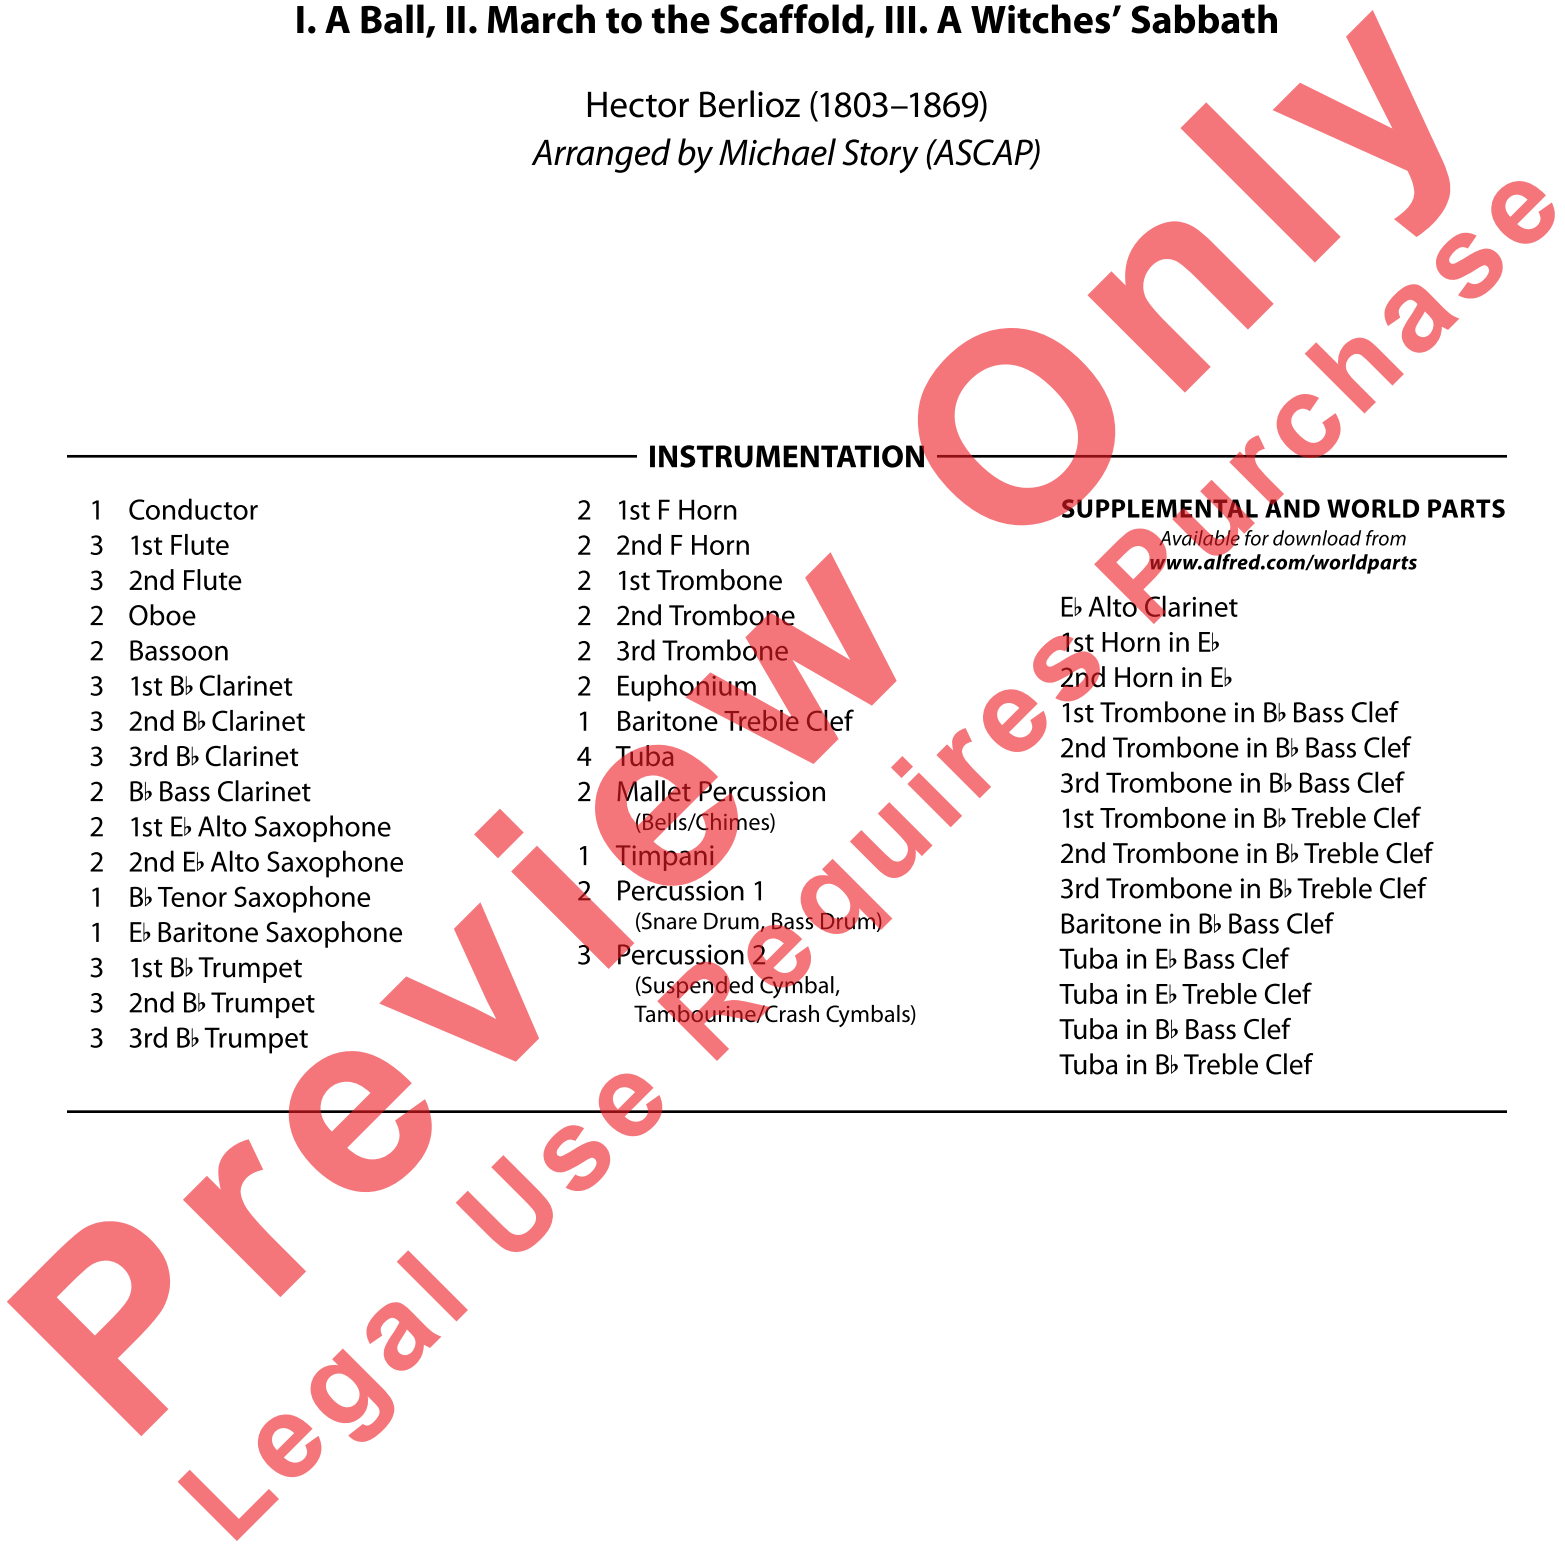 I. A Ball, II. March to the Scaffold, III. A Witches’ Sabbath
Hector Berlioz (1803–1869)
Arranged by Michael Story (ASCAP)
INSTRUMENTATION
1 Conductor
3 1st Flute
3 2nd Flute
2 Oboe
2 Bassoon
3 1st B♭ Clarinet
3 2nd B♭ Clarinet
3 3rd B♭ Clarinet
2 B♭ Bass Clarinet
2 1st E♭ Alto Saxophone
2 2nd E♭ Alto Saxophone
1 B♭ Tenor Saxophone
1 E♭ Baritone Saxophone
3 1st B♭ Trumpet
3 2nd B♭ Trumpet
3 3rd B♭ Trumpet
2 1st F Horn
2 2nd F Horn
2 1st Trombone
2 2nd Trombone
2 3rd Trombone
2 Euphonium
1 Baritone Treble Clef
4 Tuba
2 Mallet Percussion
(Bells/Chimes)
1 Timpani
2 Percussion 1
(Snare Drum, Bass Drum)
3 Percussion 2
(Suspended Cymbal,
Tambourine/Crash Cymbals)
SUPPLEMENTAL AND WORLD PARTS
Available for download from
www.alfred.com/worldparts
E♭ Alto Clarinet
1st Horn in E♭
2nd Horn in E♭
1st Trombone in B♭ Bass Clef
2nd Trombone in B♭ Bass Clef
3rd Trombone in B♭ Bass Clef
1st Trombone in B♭ Treble Clef
2nd Trombone in B♭ Treble Clef
3rd Trombone in B♭ Treble Clef
Baritone in B♭ Bass Clef
Tuba in E♭ Bass Clef
Tuba in E♭ Treble Clef
Tuba in B♭ Bass Clef
Tuba in B♭ Treble Clef
Preview Only
Legal Use Requires Purchase